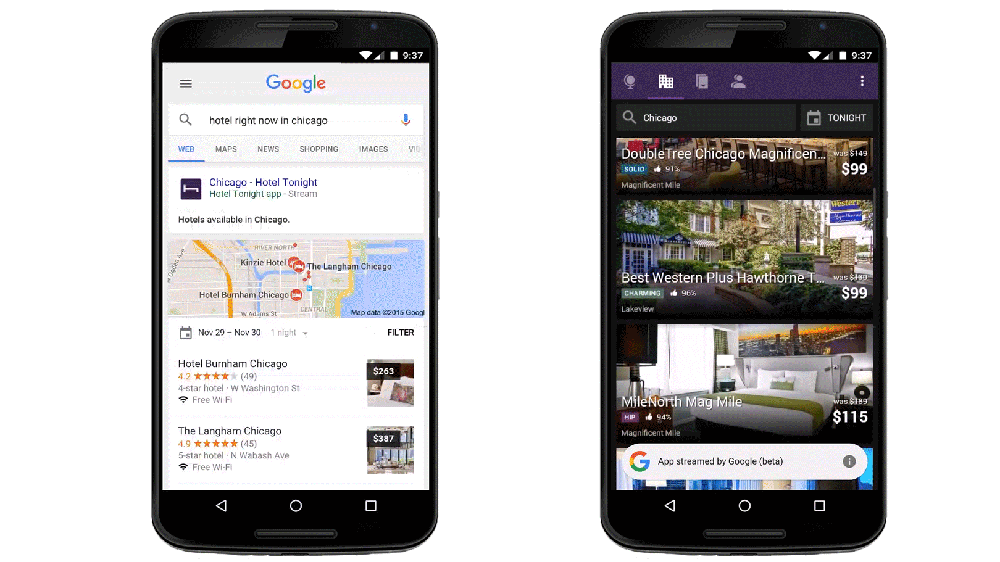 9:37
Google
hotel right now in chicago
WEB MAPS NEWS SHOPPING IMAGES VID
Chicago - Hotel Tonight
Hotel Tonight app - Stream
Hotels available in Chicago.
RIVER NORTH
N Ogden Ave
Kinzie Hotel
The Langham Chicago
Hotel Burnham Chicago
CENTRAL
W Adams St
Map data ©2015 Googl
Nov 29 – Nov 30 1 night FILTER
Hotel Burnham Chicago
4.2 (49)
$263
4-star hotel · W Washington St
Free Wi-Fi
The Langham Chicago
4.9 (45)
$387
5-star hotel · N Wabash Ave
Free Wi-Fi
9:37
Chicago
TONIGHT
DoubleTree Chicago Magnificen...
was $149
SOLID 91%
$99
Magnificent Mile
Western
Hawthorne
Terrace
Best Western Plus Hawthorne T...
was $130
CHARMING 96%
$99
Lakeview
MileNorth Mag Mile
was $189
HIP 94%
$115
Magnificent Mile
App streamed by Google (beta)